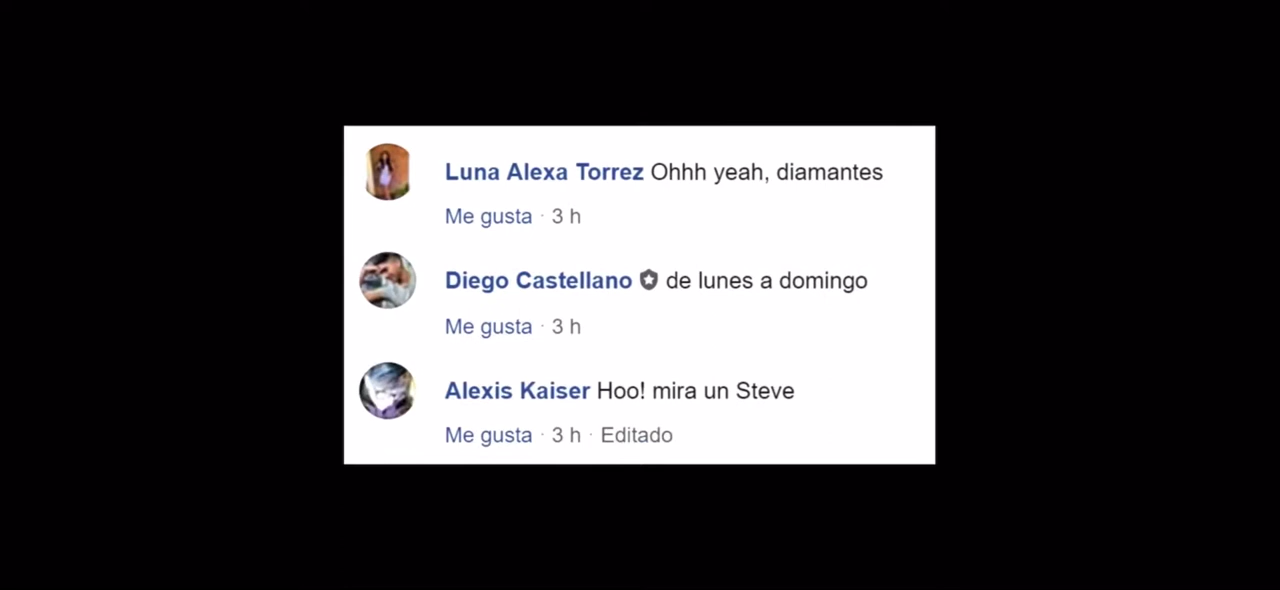 Luna Alexa Torrez Ohhh yeah, diamantes
Me gusta · 3 h
Diego Castellano de lunes a domingo
Me gusta · 3 h
Alexis Kaiser Hoo! mira un Steve
Me gusta · 3 h · Editado